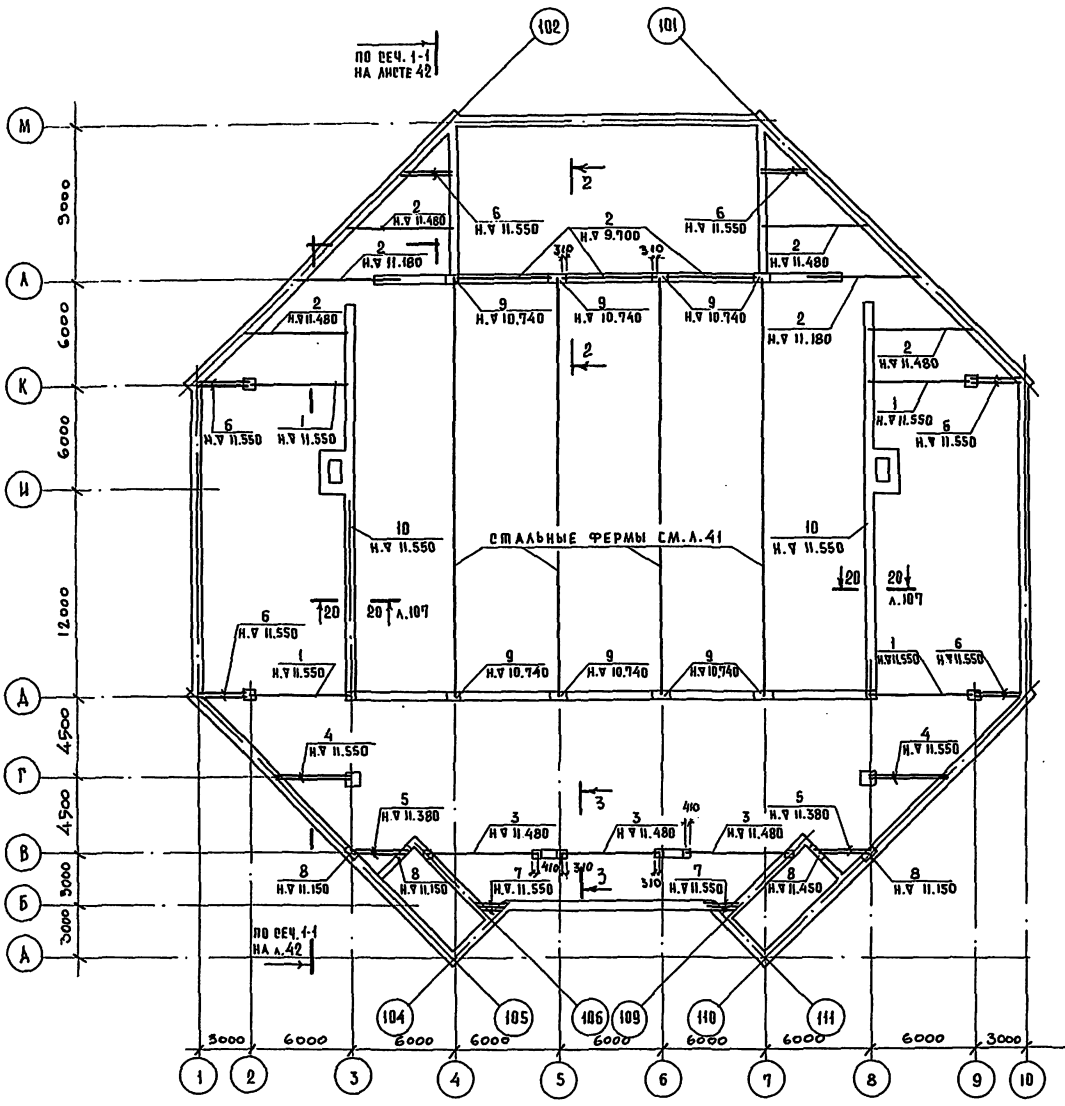 102
101
ПО СЕЧ. 1-1
НА ЛИСТЕ 42
М
9000
2
6
Н.∇ 11.550
2
Н.∇ 11.480
2
Н.∇ 11.180
2
Н.∇ 9.700
310
310
6
Н.∇ 11.550
2
Н.∇ 11.480
Л
2
Н.∇ 11.480
9
Н.∇ 10.740
9
Н.∇ 10.740
9
Н.∇ 10.740
2
Н.∇ 11.180
6000
2
2
Н.∇ 11.480
К
6
Н.∇ 11.550
1
Н.∇ 11.550
1
Н.∇ 11.550
6
Н.∇ 11.550
6000
И
10
Н.∇ 11.550
СТАЛЬНЫЕ ФЕРМЫ СМ.Л.41
10
Н.∇ 11.550
12000
20
20
Л.107
20
20
Л.107
6
Н.∇ 11.550
1
Н.∇ 11.550
9
Н.∇ 10.740
9
Н.∇ 10.740
9
Н.∇ 10.740
1
Н.∇ 11.550
6
Н.∇ 11.550
Д
4500
4
Н.∇ 11.550
4
Н.∇ 11.550
Г
4500
5
Н.∇ 11.380
3
Н.∇ 11.480
3
3
Н.∇ 11.480
410
3
Н.∇ 11.480
5
Н.∇ 11.380
В
3000
8
Н.∇ 11.150
8
Н.∇ 11.150
410
310
7
Н.∇ 11.550
3
310
7
Н.∇ 11.550
8
Н.∇ 11.450
8
Н.∇ 11.150
Б
3000
ПО СЕЧ. 1-1
НА Л.42
А
104
105
106
109
110
111
3000
6000
6000
6000
6000
6000
6000
6000
3000
1
2
3
4
5
6
7
8
9
10